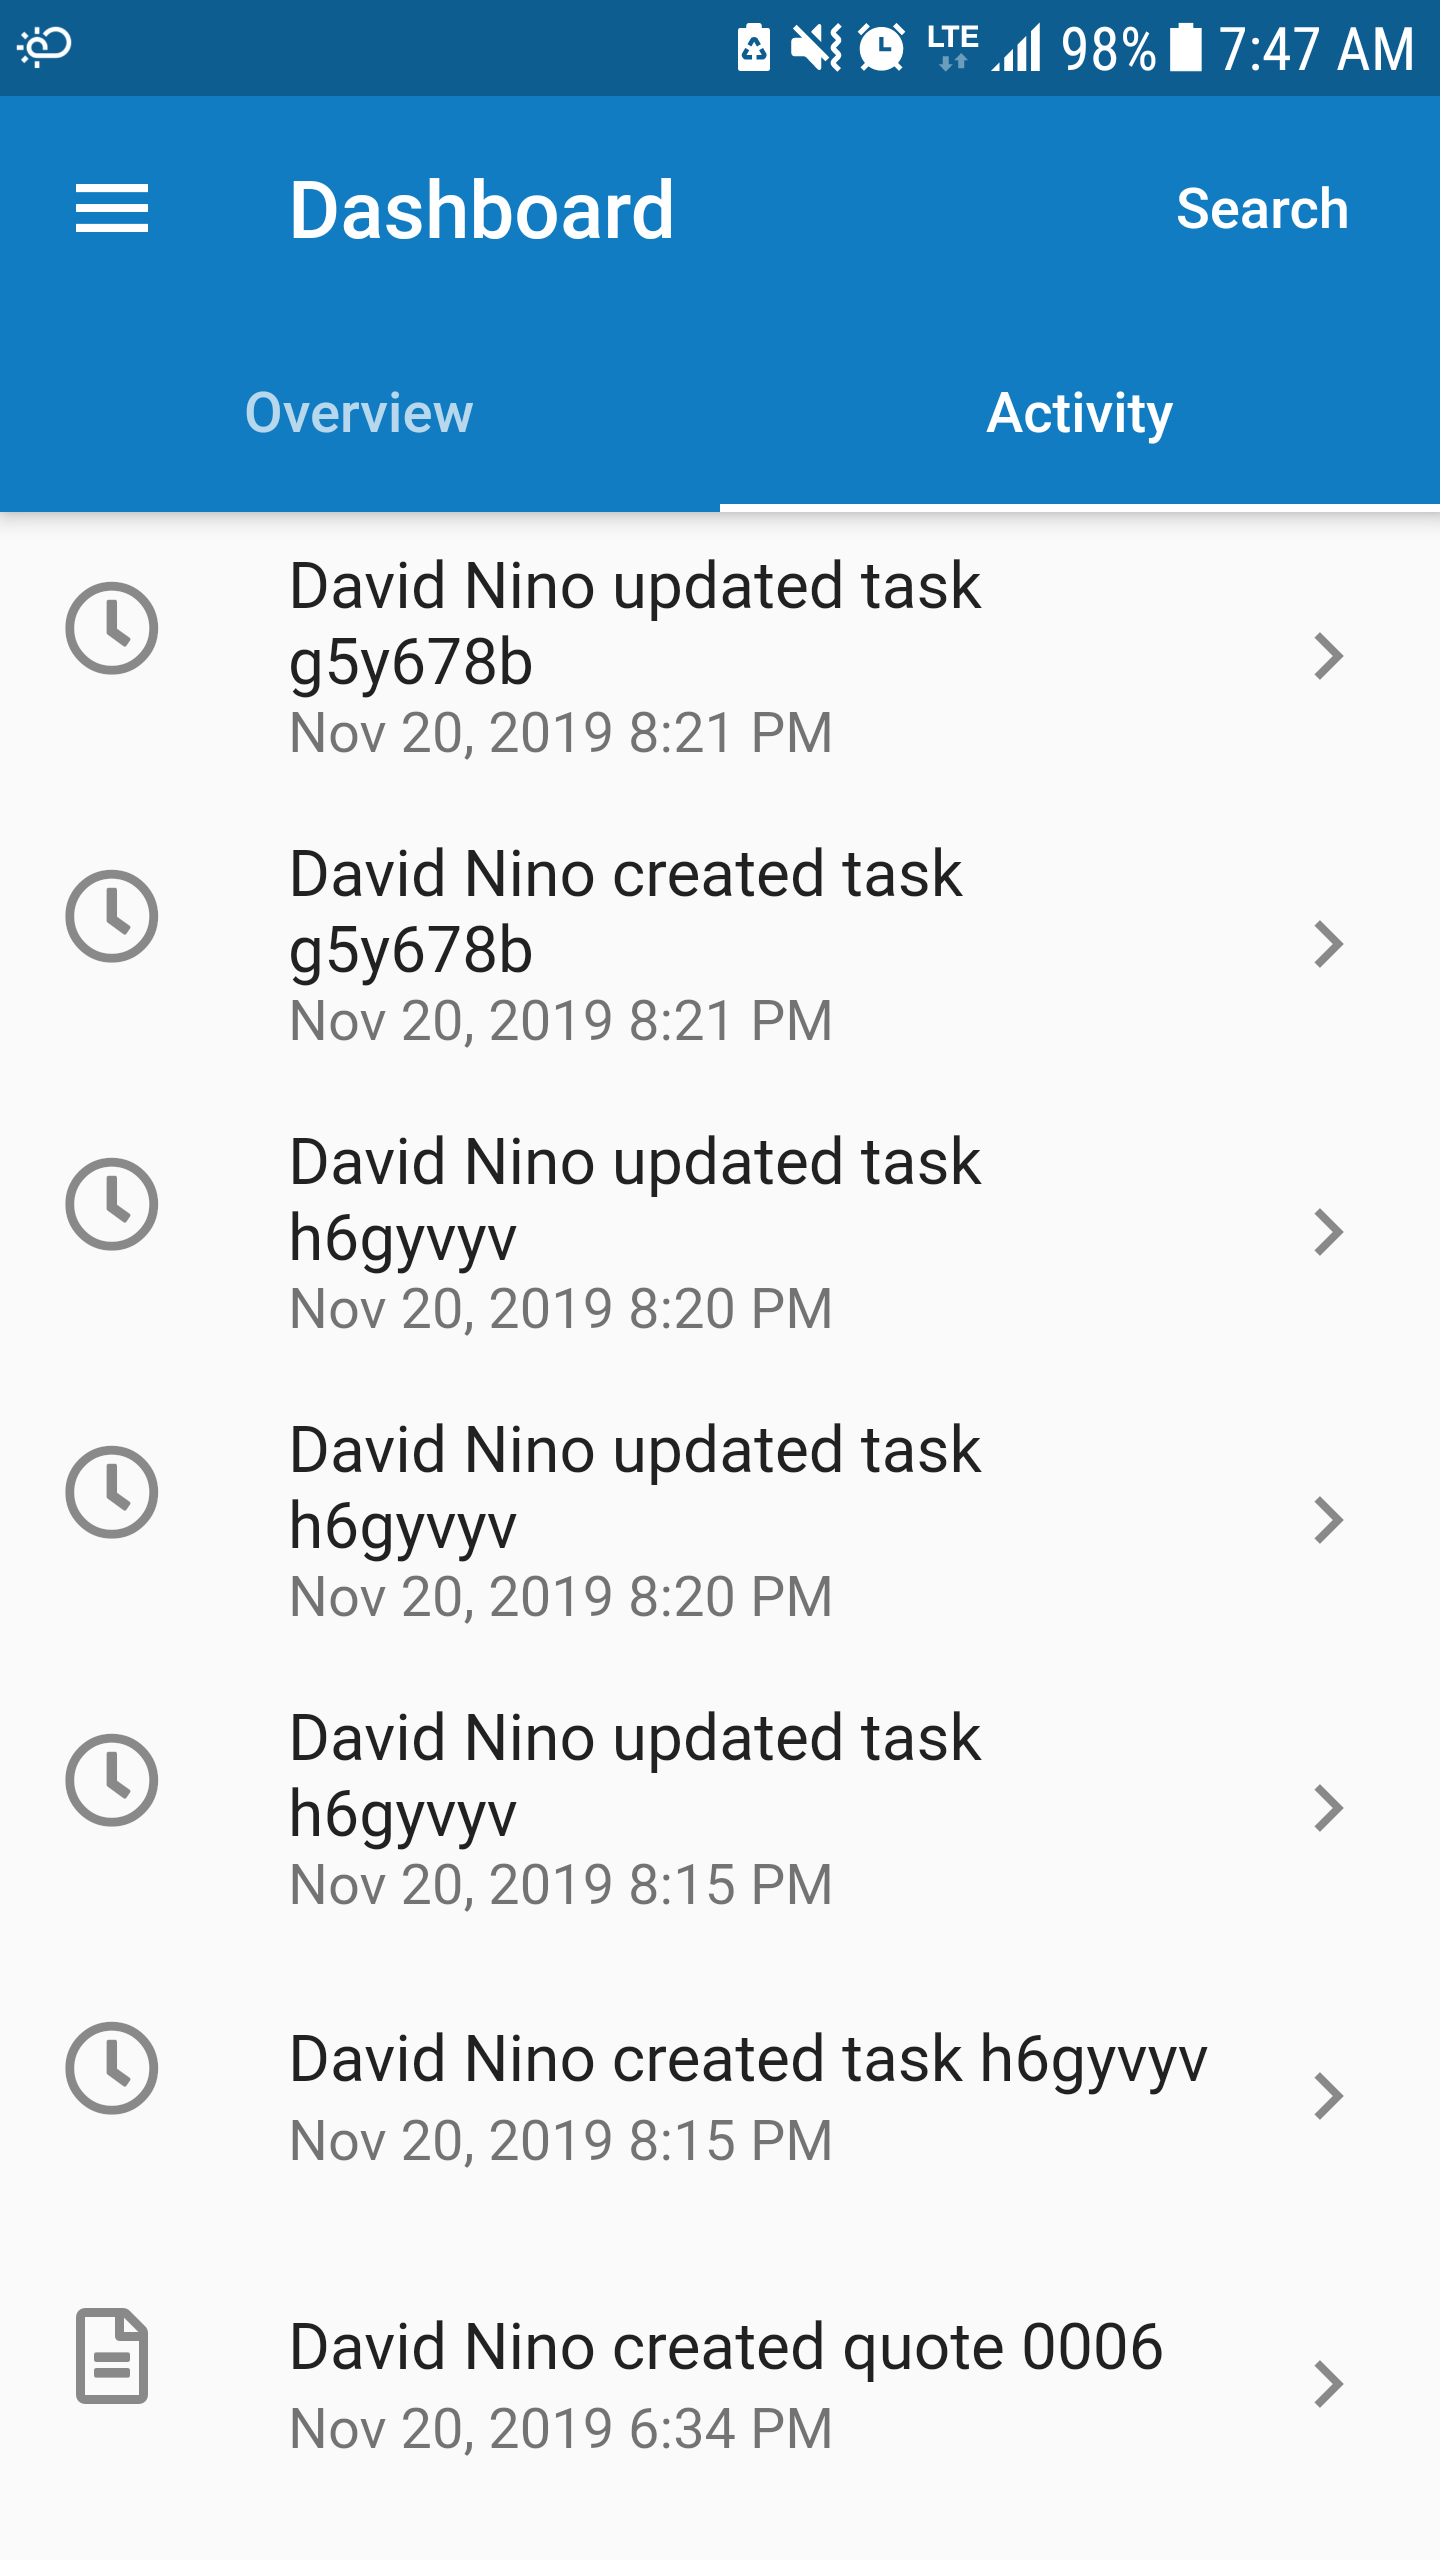 LTE 98% 7:47 AM
Dashboard
Search
Overview
Activity
David Nino updated task
g5y678b
Nov 20, 2019 8:21 PM
David Nino created task
g5y678b
Nov 20, 2019 8:21 PM
David Nino updated task
h6gyvyv
Nov 20, 2019 8:20 PM
David Nino updated task
h6gyvyv
Nov 20, 2019 8:20 PM
David Nino updated task
h6gyvyv
Nov 20, 2019 8:15 PM
David Nino created task h6gyvyv
Nov 20, 2019 8:15 PM
David Nino created quote 0006
Nov 20, 2019 6:34 PM